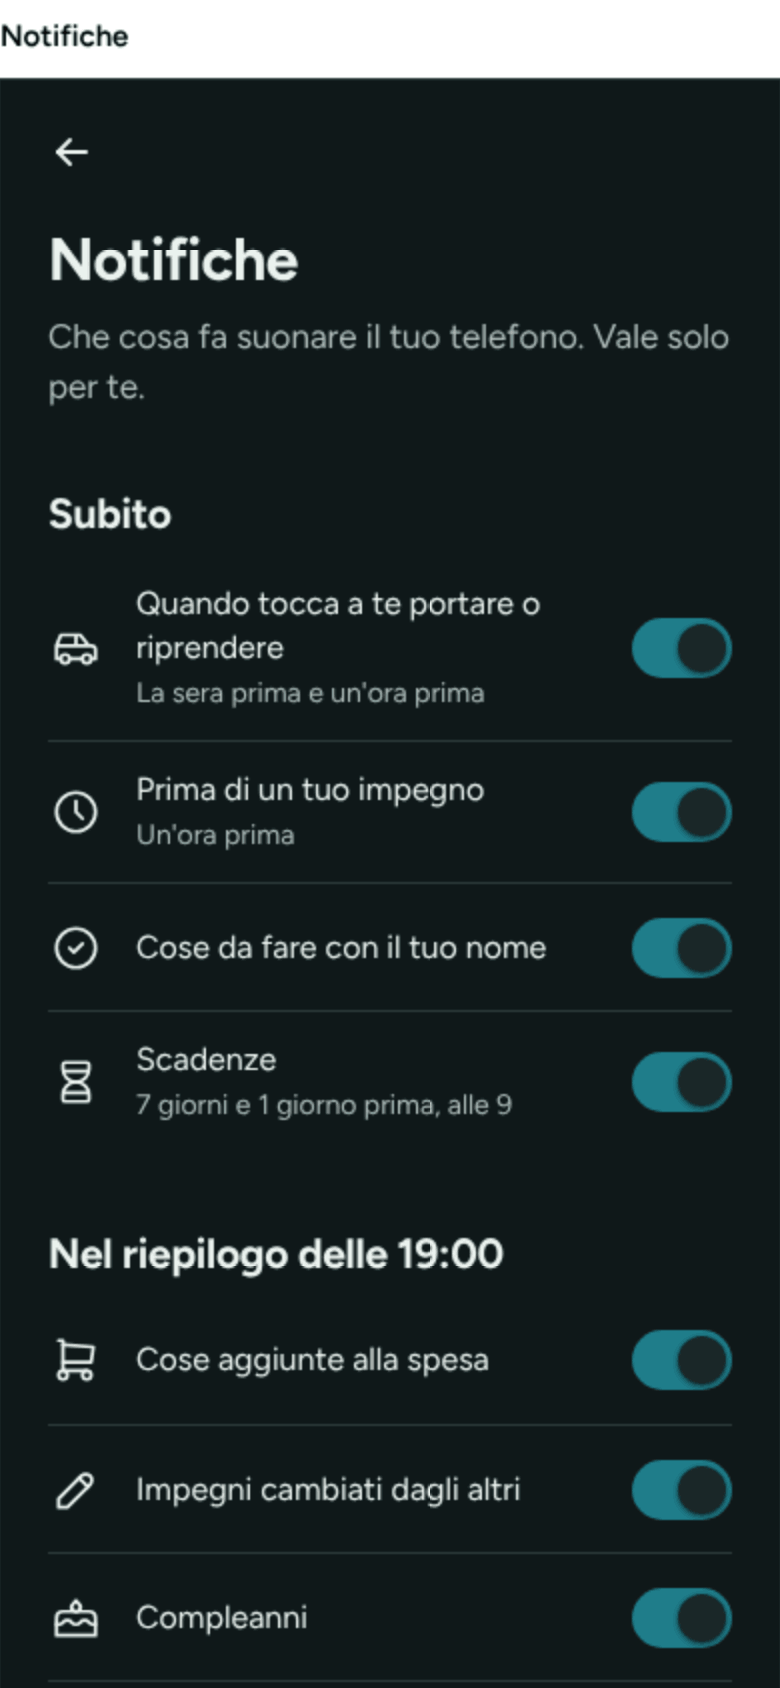 Notifiche
Notifiche
Che cosa fa suonare il tuo telefono. Vale solo
per te.
Subito
Quando tocca a te portare o
riprendere
La sera prima e un'ora prima
Prima di un tuo impegno
Un'ora prima
Cose da fare con il tuo nome
Scadenze
7 giorni e 1 giorno prima, alle 9
Nel riepilogo delle 19:00
Cose aggiunte alla spesa
Impegni cambiati dagli altri
Compleanni